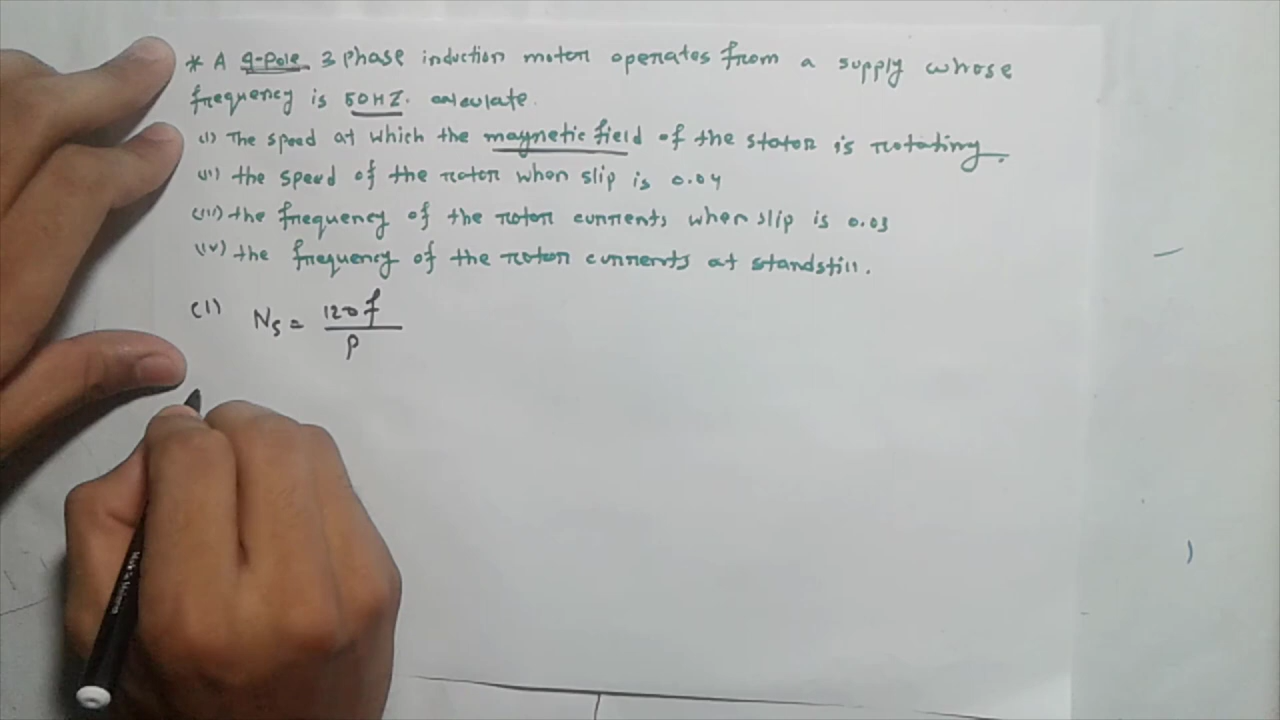 * A 4-Pole 3 phase induction motor operates from a supply whose
frequency is 50HZ. calculate.
(i) The speed at which the magnetic field of the stator is rotating.
(ii) the speed of the rotor when slip is 0.04
(iii) the frequency of the rotor currents when slip is 0.03
(iv) the frequency of the rotor currents at standstill.
(1) Ns = 120f
P